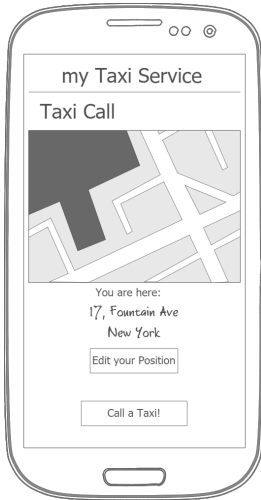 my Taxi Service
Taxi Call
You are here:
17, Fountain Ave
New York
Edit your Position
Call a Taxi!